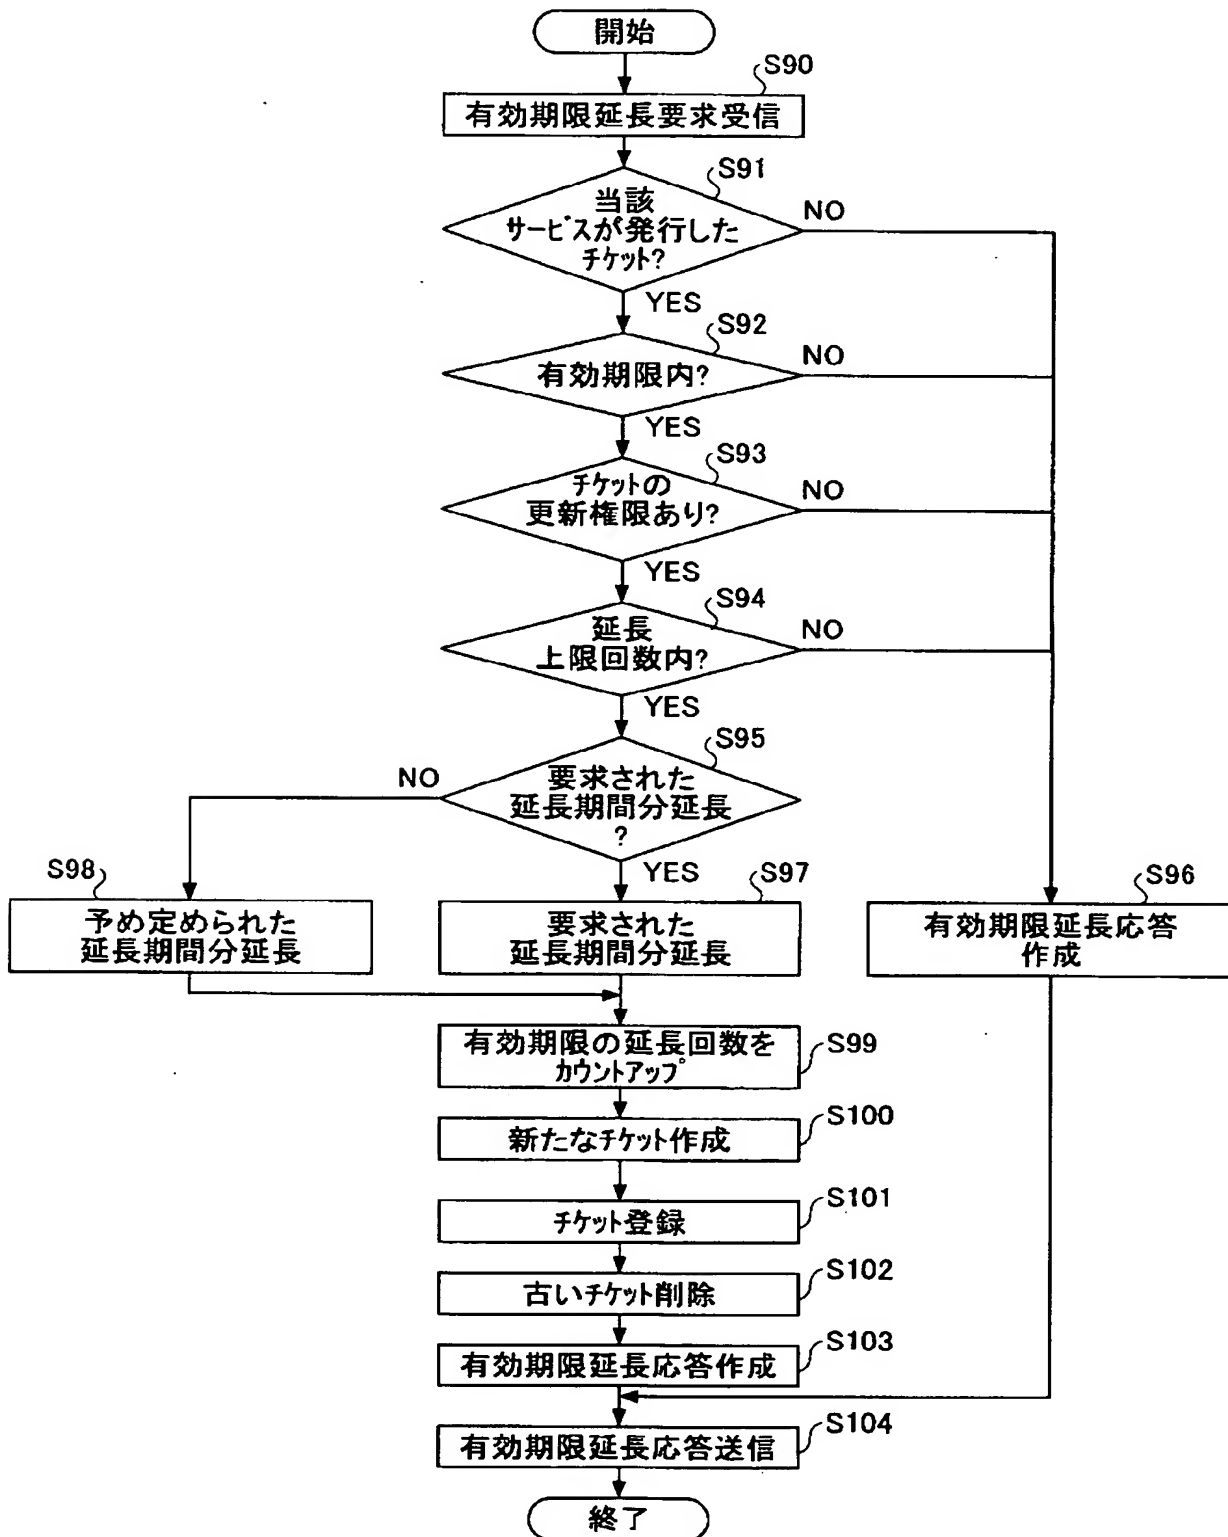 開始
S90
有効期限延長要求受信
S91
当該
サービスが発行した
チケット?
NO
YES
S92
有効期限内?
NO
YES
S93
チケットの
更新権限あり?
NO
YES
S94
延長
上限回数内?
NO
YES
S95
要求された
延長期間分延長
?
NO
YES
S98
予め定められた
延長期間分延長
S97
要求された
延長期間分延長
S96
有効期限延長応答
作成
有効期限の延長回数を
カウントアップ
S99
S100
新たなチケット作成
S101
チケット登録
S102
古いチケット削除
S103
有効期限延長応答作成
S104
有効期限延長応答送信
終了